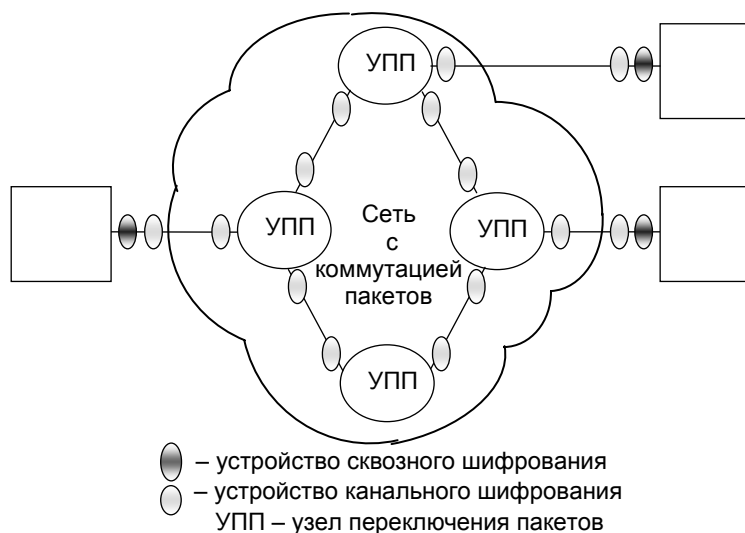 УПП
УПП
Сеть
с
коммутацией
пакетов
УПП
УПП
– устройство сквозного шифрования
– устройство канального шифрования
УПП – узел переключения пакетов